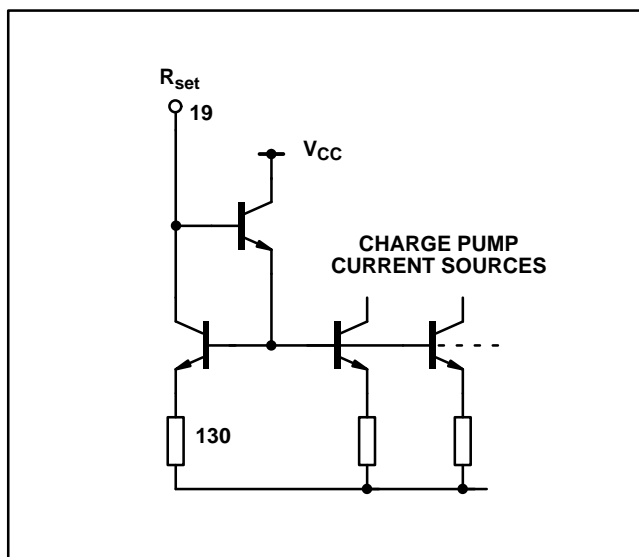 Rset
19
VCC
CHARGE PUMP
CURRENT SOURCES
130